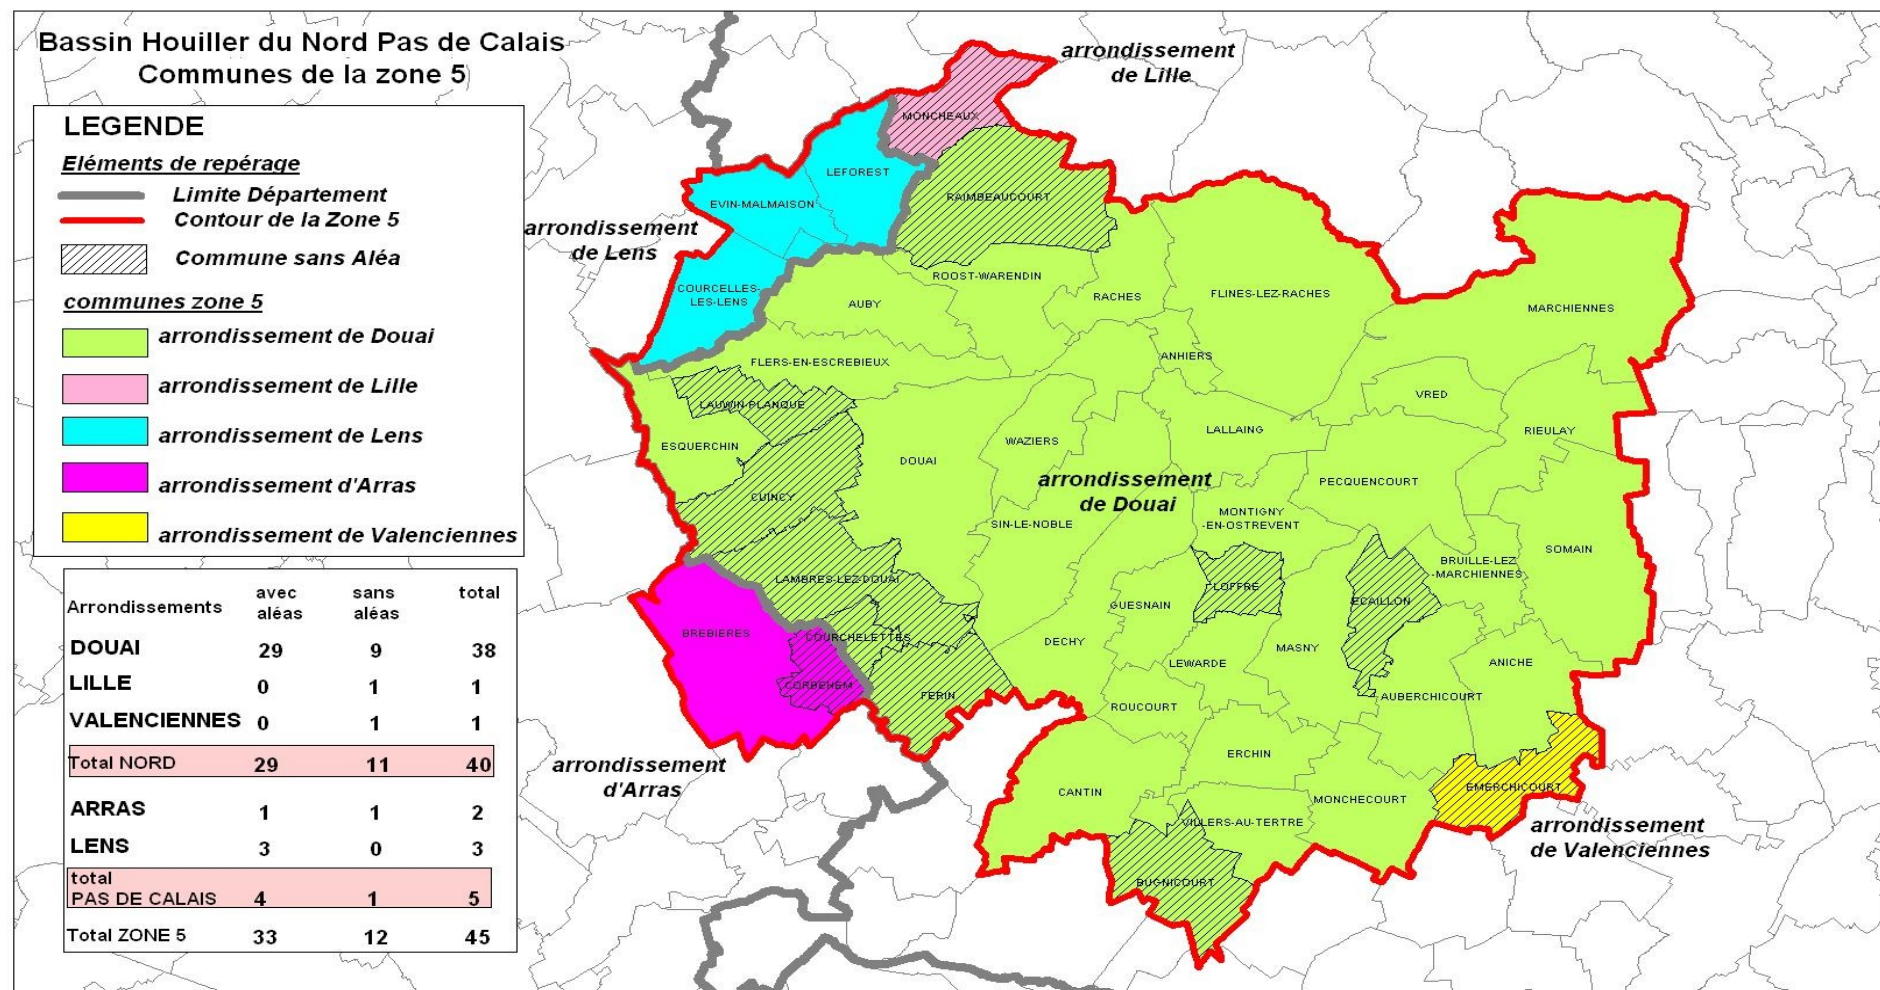 Bassin Houiller du Nord Pas de Calais
Communes de la zone 5
LEGENDE
Eléments de repérage
Limite Département
Contour de la Zone 5
Commune sans Aléa
communes zone 5
arrondissement de Douai
arrondissement de Lille
arrondissement de Lens
arrondissement d'Arras
arrondissement de Valenciennes
Arrondissements avec aléas sans aléas total
DOUAI 29 9 38
LILLE 0 1 1
VALENCIENNES 0 1 1
Total NORD 29 11 40
ARRAS 1 1 2
LENS 3 0 3
total
PAS DE CALAIS 4 1 5
Total ZONE 5 33 12 45
arrondissement
de Lille
MONCHEAUX
LEFOREST
EVIN-MALMAISON
RAIMBEAUCOURT
arrondissement
de Lens
COURCELLES-
LES-LENS
AUBY
ROOST-WARENDIN
RACHES
FLINES-LEZ-RACHES
MARCHIENNES
FLERS-EN-ESCREBIEUX
ANHIERS
LAUWIN-PLANQUE
VRED
ESQUERCHIN
DOUAI
WAZIERS
LALLAING
RIEULAY
arrondissement
de Douai
CUINCY
PECQUENCOURT
SIN-LE-NOBLE
MONTIGNY
-EN-OSTREVENT
SOMAIN
BRUILLE-LEZ
-MARCHIENNES
LAMBRES-LEZ-DOUAI
LOFFRE
ECAILLON
GUESNAIN
BREBIERES
COURCHELETTES
DECHY
LEWARDE
MASNY
ANICHE
CORBEHEM
FERIN
AUBERCHICOURT
ROUCOURT
arrondissement
d'Arras
ERCHIN
CANTIN
MONCHECOURT
EMERCHICOURT
VILLERS-AU-TERTRE
arrondissement
de Valenciennes
BUGNICOURT